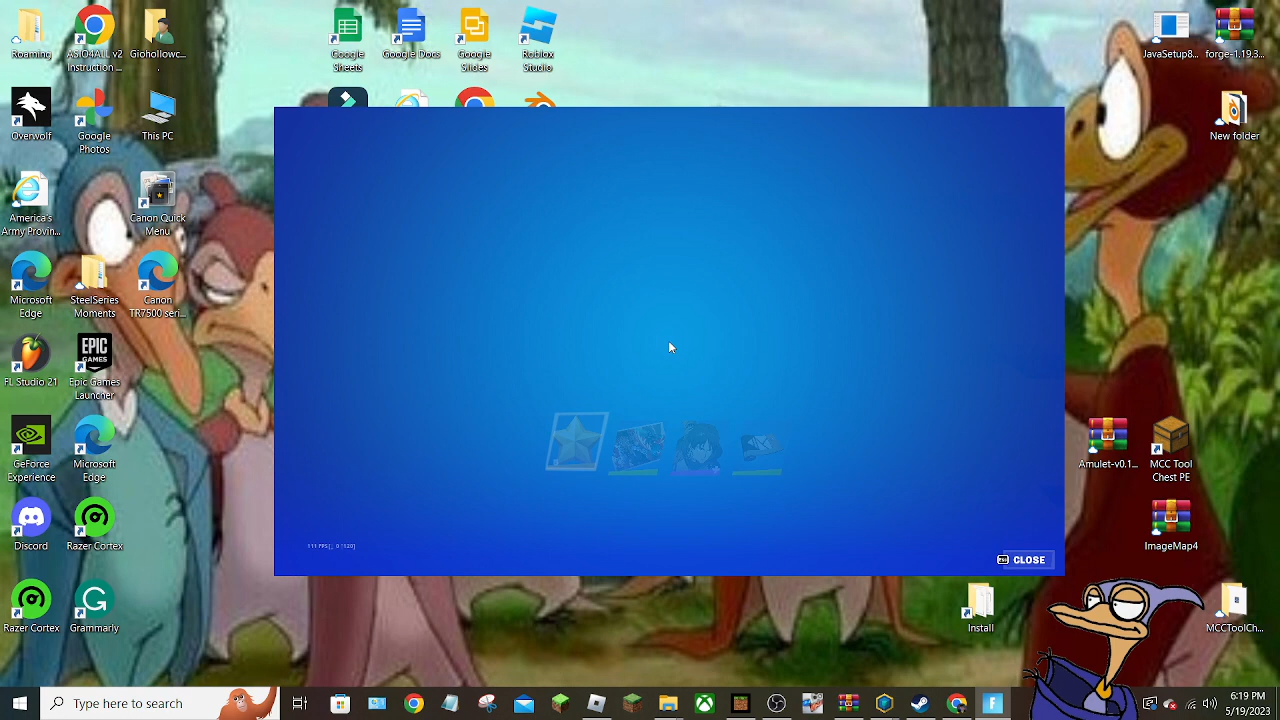 Roaming
ASTDWALL v2
instruction ...
Giohollowc...
.
Google
Sheets
Google Docs
Google
Slides
Roblox
Studio
JavaSetup8...
forge-1.19.3...
Overwolf
Google
Photos
This PC
New folder
America's
Army Provin...
Canon Quick
Menu
Microsoft
Edge
SteelSeries
Moments
Canon
TR7500 seri...
FL Studio 21
EPIC
GAMES
Epic Games
Launcher
GeForce
Experience
Microsoft
Edge
Amulet-v0.1...
MCC Tool
Chest PE
Discord
Razer Cortex
ImageMap4
CLOSE
Razer Cortex
Grammarly
Install
MCCToolCh...
Type here to search
6:19 PM
5/19/2023